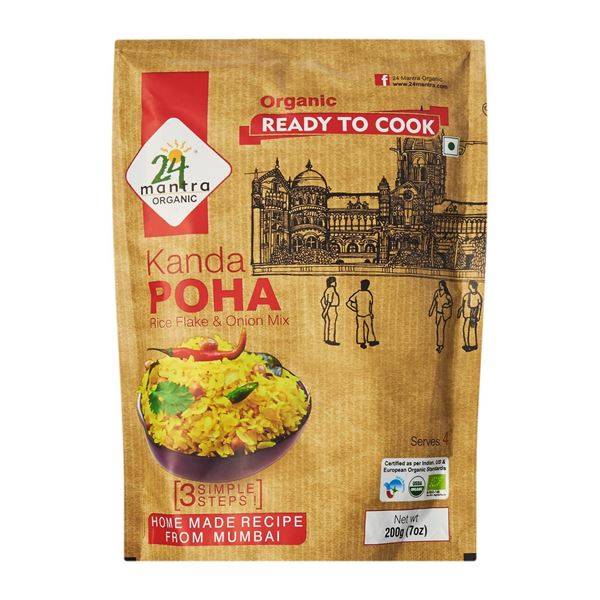 24 Mantra Organic
www.24mantra.com
Organic
READY TO COOK
24
mantra
ORGANIC
Kanda
POHA
Rice Flake & Onion Mix
Serves 4
Certified as per Indian, US &
European Organic Standards
USDA
ORGANIC
[3 SIMPLE
STEPS!]
HOME MADE RECIPE
FROM MUMBAI
Net wt
200g (7oz)